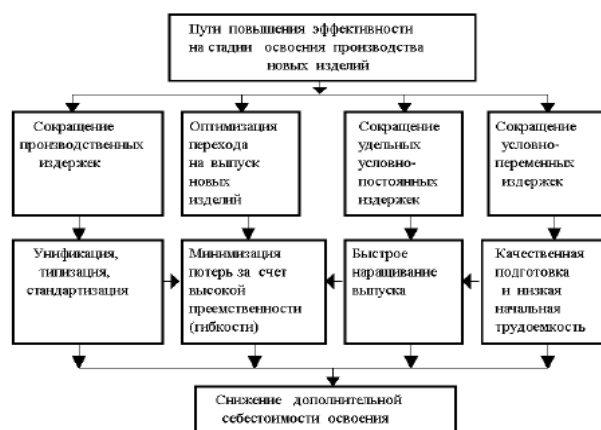 Пути повышения эффективности
на стадии освоения производства
новых изделий
Сокращение
производственных
издержек
Оптимизация
перехода
на выпуск
новых
изделий
Сокращение
удельных
условно-
постоянных
издержек
Сокращение
условно-
переменных
издержек
Унификация,
типизация,
стандартизация
Минимизация
потерь за счет
высокой
преемственности
(гибкости)
Быстрое
наращивание
выпуска
Качественная
подготовка
и низкая
начальная
трудоемкость
Снижение дополнительной
себестоимости освоения